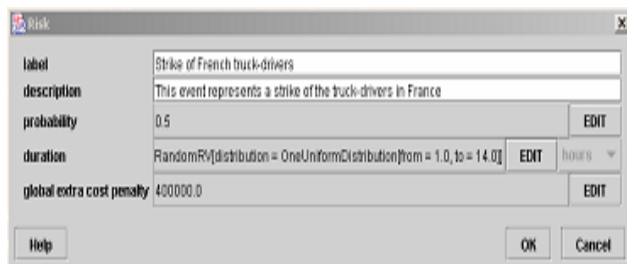 Risk
label Strike of French truck-drivers
description This event represents a strike of the truck-drivers in France
probability 0.5 EDIT
duration RandomRV[distribution = OneUniformDistribution[from = 1.0, to = 14.0]] EDIT hours
global extra cost penalty 400000.0 EDIT
Help OK Cancel